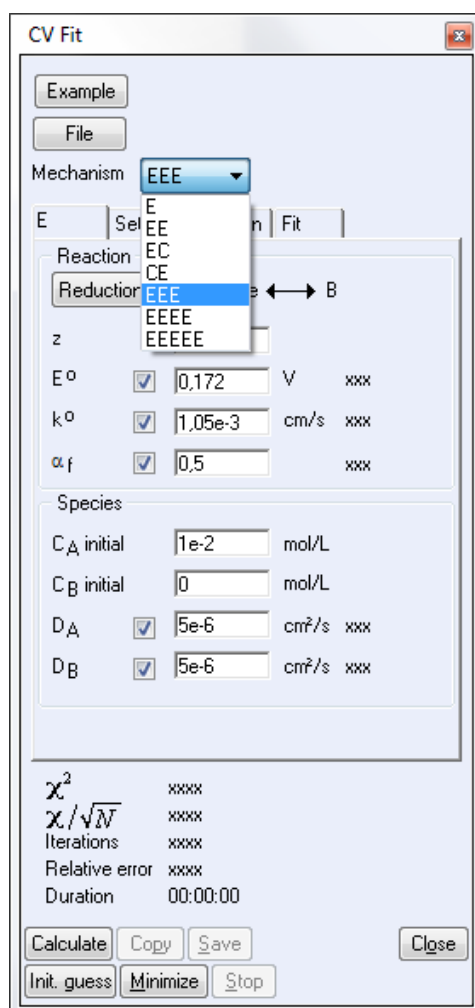 CV Fit
Example
File
Mechanism EEE
E
EE
EC
CE
EEE
EEEE
EEEEE
E Se n Fit
Reaction
Reduction e ⟷ B
z
E⁰ 0,172 V xxx
k⁰ 1,05e-3 cm/s xxx
αf 0,5 xxx
Species
CA initial 1e-2 mol/L
CB initial 0 mol/L
DA 5e-6 cm²/s xxx
DB 5e-6 cm²/s xxx
χ² xxxx
χ/√N xxxx
Iterations xxxx
Relative error xxxx
Duration 00:00:00
Calculate Copy Save Close
Init. guess Minimize Stop